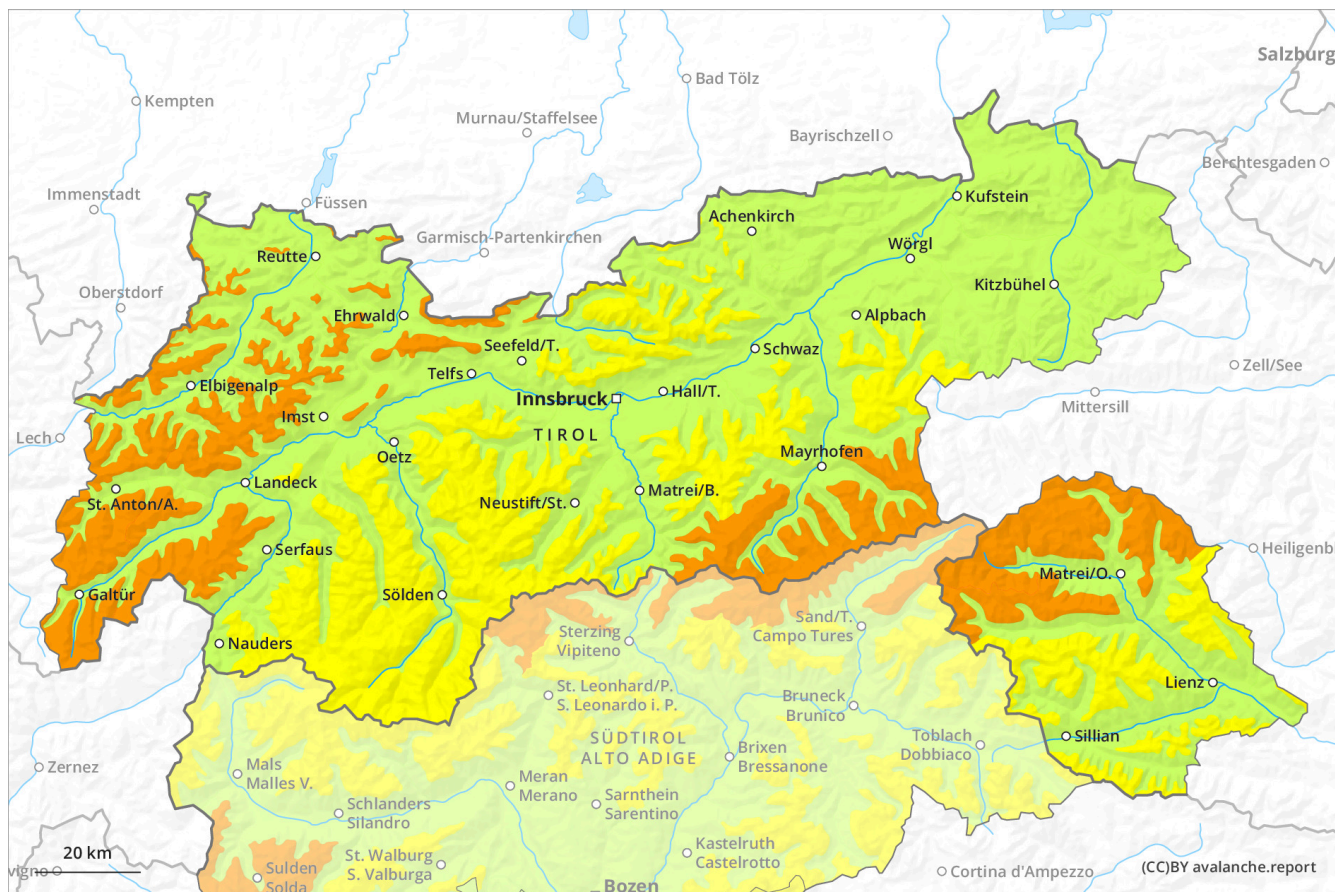 Salzburg
Kempten
Bad Tölz
Murnau/Staffelsee
Bayrischzell
Berchtesgaden
Immenstadt
Füssen
Kufstein
Achenkirch
Garmisch-Partenkirchen
Wörgl
Reutte
Kitzbühel
Oberstdorf
Ehrwald
Alpbach
Seefeld/T.
Schwaz
Zell/See
Telfs
Elbigenalp
Hall/T.
Innsbruck
Mittersill
Imst
Lech
TIROL
Oetz
Mayrhofen
Landeck
Matrei/B.
St. Anton/A.
Neustift/St.
Serfaus
Heiligenb
Matrei/O.
Galtür
Sölden
Sand/T.
Campo Tures
Sterzing
Vipiteno
Nauders
Lienz
St. Leonhard/P.
S. Leonardo i. P.
Bruneck
Brunico
Sillian
Toblach
Dobbiaco
SÜDTIROL
ALTO ADIGE
Brixen
Bressanone
Zernez
Mals
Malles V.
Meran
Merano
Sarnthein
Sarentino
Schlanders
Silandro
Kastelruth
Castelrotto
20 km
St. Walburg
S. Valburga
vigno
Sulden
Solda
Cortina d'Ampezzo
(CC)BY avalanche.report
Bozen